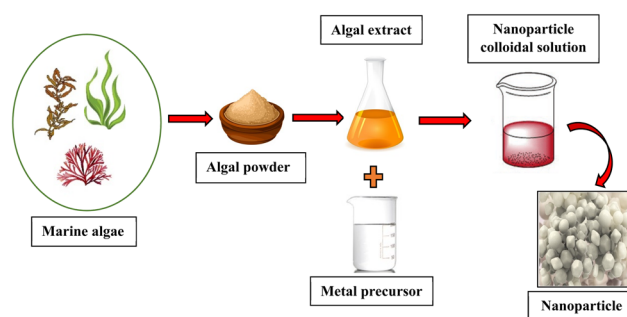 Algal extract
Nanoparticle
colloidal solution
Algal powder
Marine algae
Metal precursor
Nanoparticle